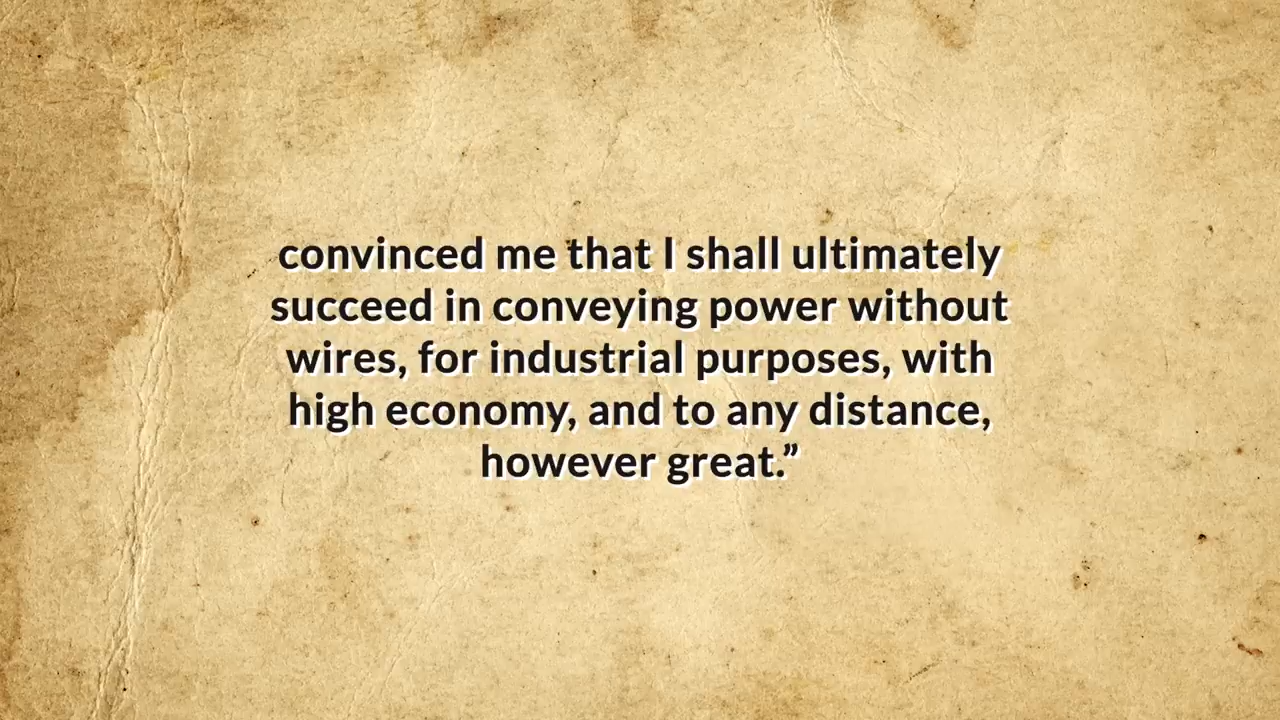 convinced me that I shall ultimately
succeed in conveying power without
wires, for industrial purposes, with
high economy, and to any distance,
however great.”